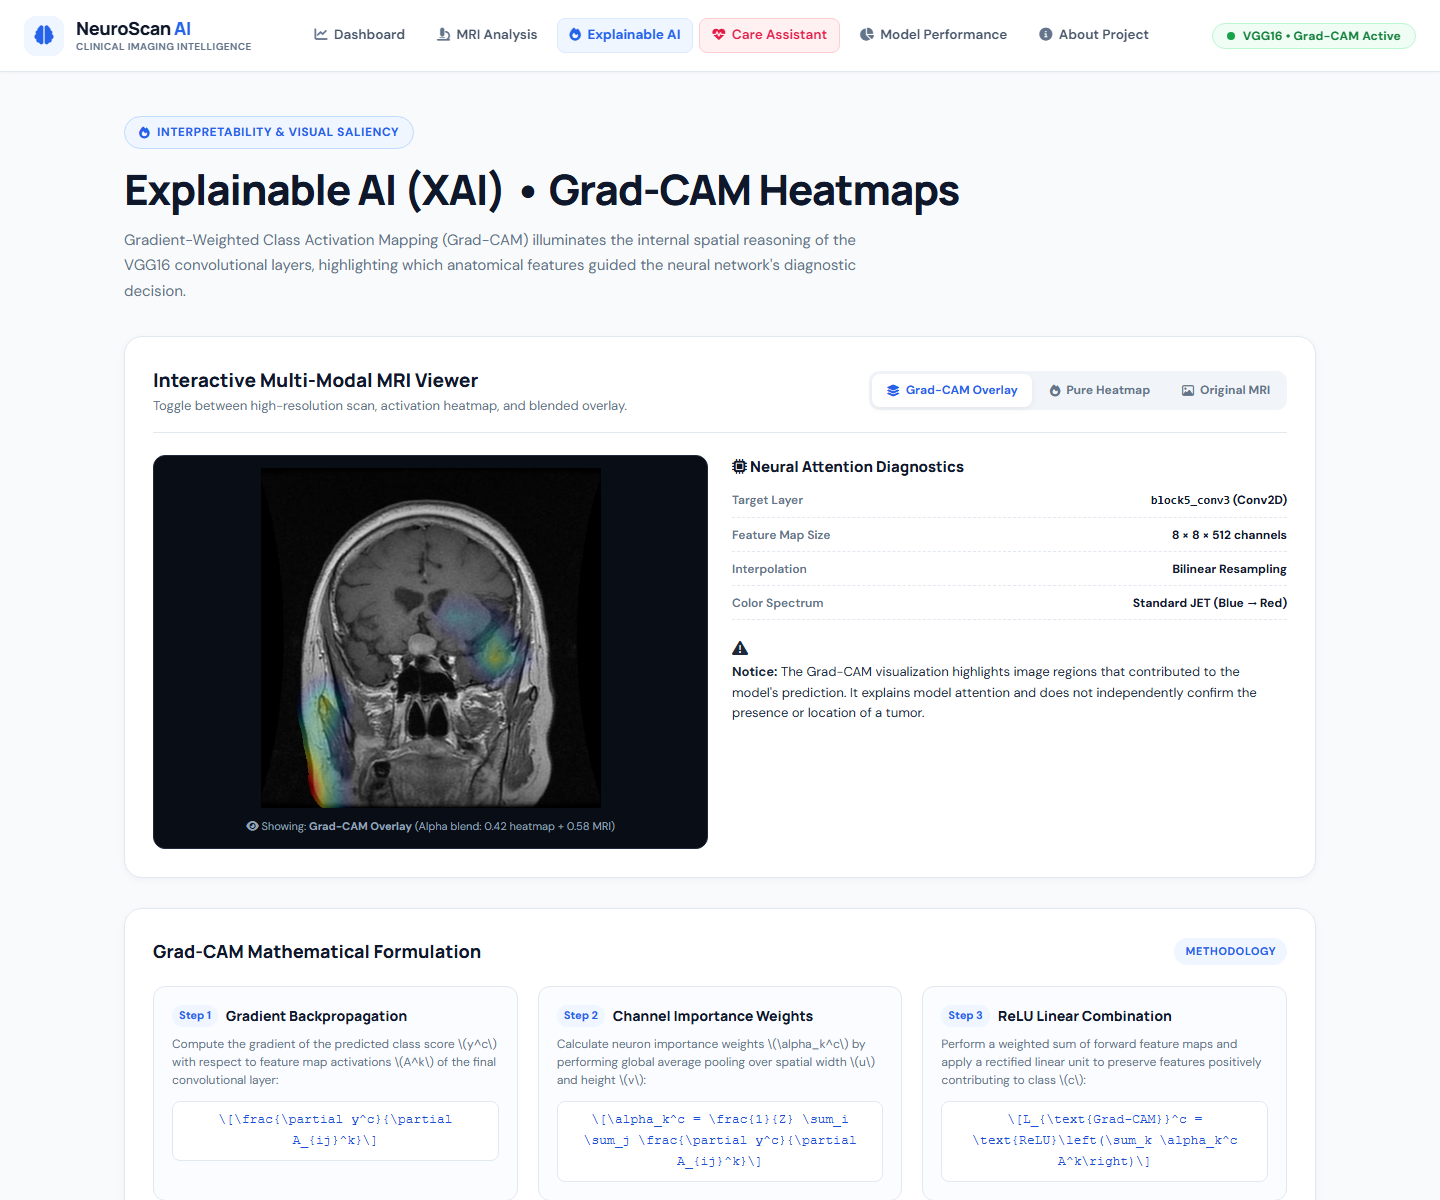 NeuroScan AI
CLINICAL IMAGING INTELLIGENCE
Dashboard
MRI Analysis
Explainable AI
Care Assistant
Model Performance
About Project
VGG16 • Grad-CAM Active
INTERPRETABILITY & VISUAL SALIENCY
Explainable AI (XAI) • Grad-CAM Heatmaps
Gradient-Weighted Class Activation Mapping (Grad-CAM) illuminates the internal spatial reasoning of the
VGG16 convolutional layers, highlighting which anatomical features guided the neural network's diagnostic
decision.
Interactive Multi-Modal MRI Viewer
Toggle between high-resolution scan, activation heatmap, and blended overlay.
Grad-CAM Overlay
Pure Heatmap
Original MRI
Showing: Grad-CAM Overlay (Alpha blend: 0.42 heatmap + 0.58 MRI)
Neural Attention Diagnostics
Target Layer block5_conv3 (Conv2D)
Feature Map Size 8 × 8 × 512 channels
Interpolation Bilinear Resampling
Color Spectrum Standard JET (Blue → Red)
Notice: The Grad-CAM visualization highlights image regions that contributed to the
model's prediction. It explains model attention and does not independently confirm the
presence or location of a tumor.
Grad-CAM Mathematical Formulation
METHODOLOGY
Step 1 Gradient Backpropagation
Compute the gradient of the predicted class score \(y^c\)
with respect to feature map activations \(A^k\) of the final
convolutional layer:
\[\frac{\partial y^c}{\partial
A_{ij}^k}\]
Step 2 Channel Importance Weights
Calculate neuron importance weights \(\alpha_k^c\) by
performing global average pooling over spatial width \(u\)
and height \(v\):
\[\alpha_k^c = \frac{1}{Z} \sum_i
\sum_j \frac{\partial y^c}{\partial
A_{ij}^k}\]
Step 3 ReLU Linear Combination
Perform a weighted sum of forward feature maps and
apply a rectified linear unit to preserve features positively
contributing to class \(c\):
\[L_{\text{Grad-CAM}}^c =
\text{ReLU}\left(\sum_k \alpha_k^c
A^k\right)\]